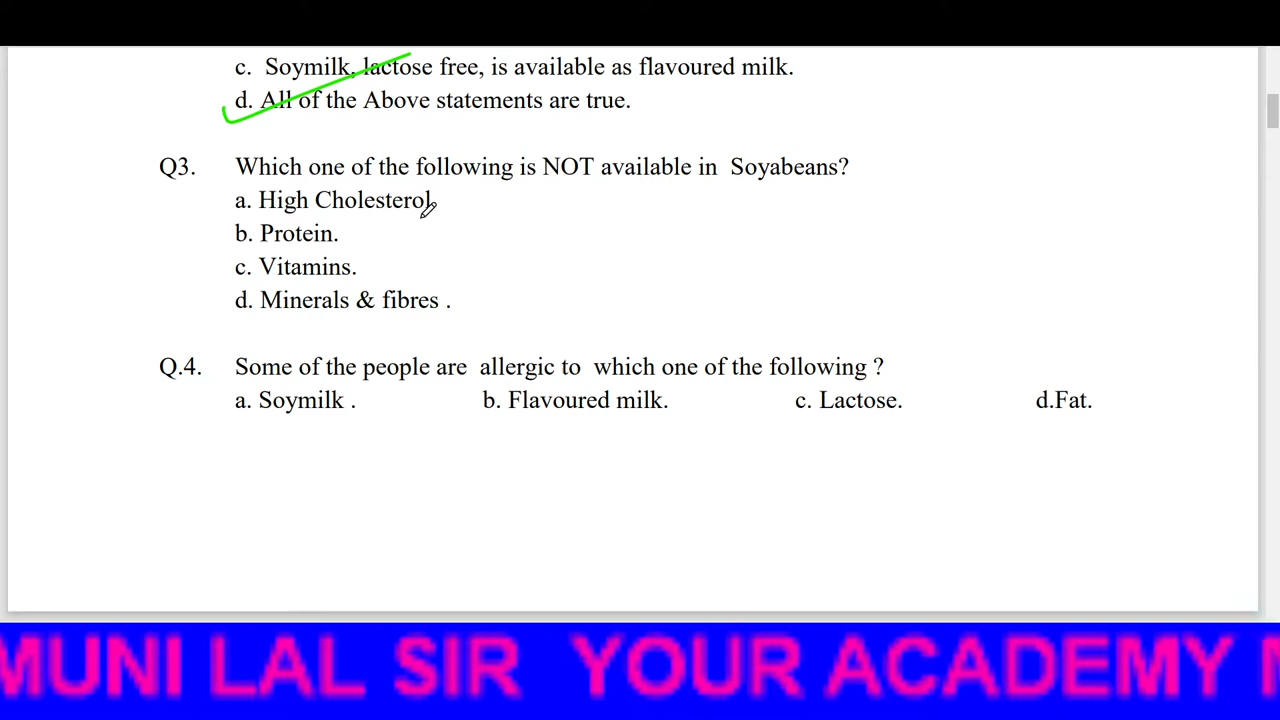 c. Soymilk, lactose free, is available as flavoured milk.
d. All of the Above statements are true.
Q3. Which one of the following is NOT available in Soyabeans?
a. High Cholesterol.
b. Protein.
c. Vitamins.
d. Minerals & fibres .
Q.4. Some of the people are allergic to which one of the following ?
a. Soymilk . b. Flavoured milk. c. Lactose. d.Fat.
MUNI LAL SIR YOUR ACADEMY N